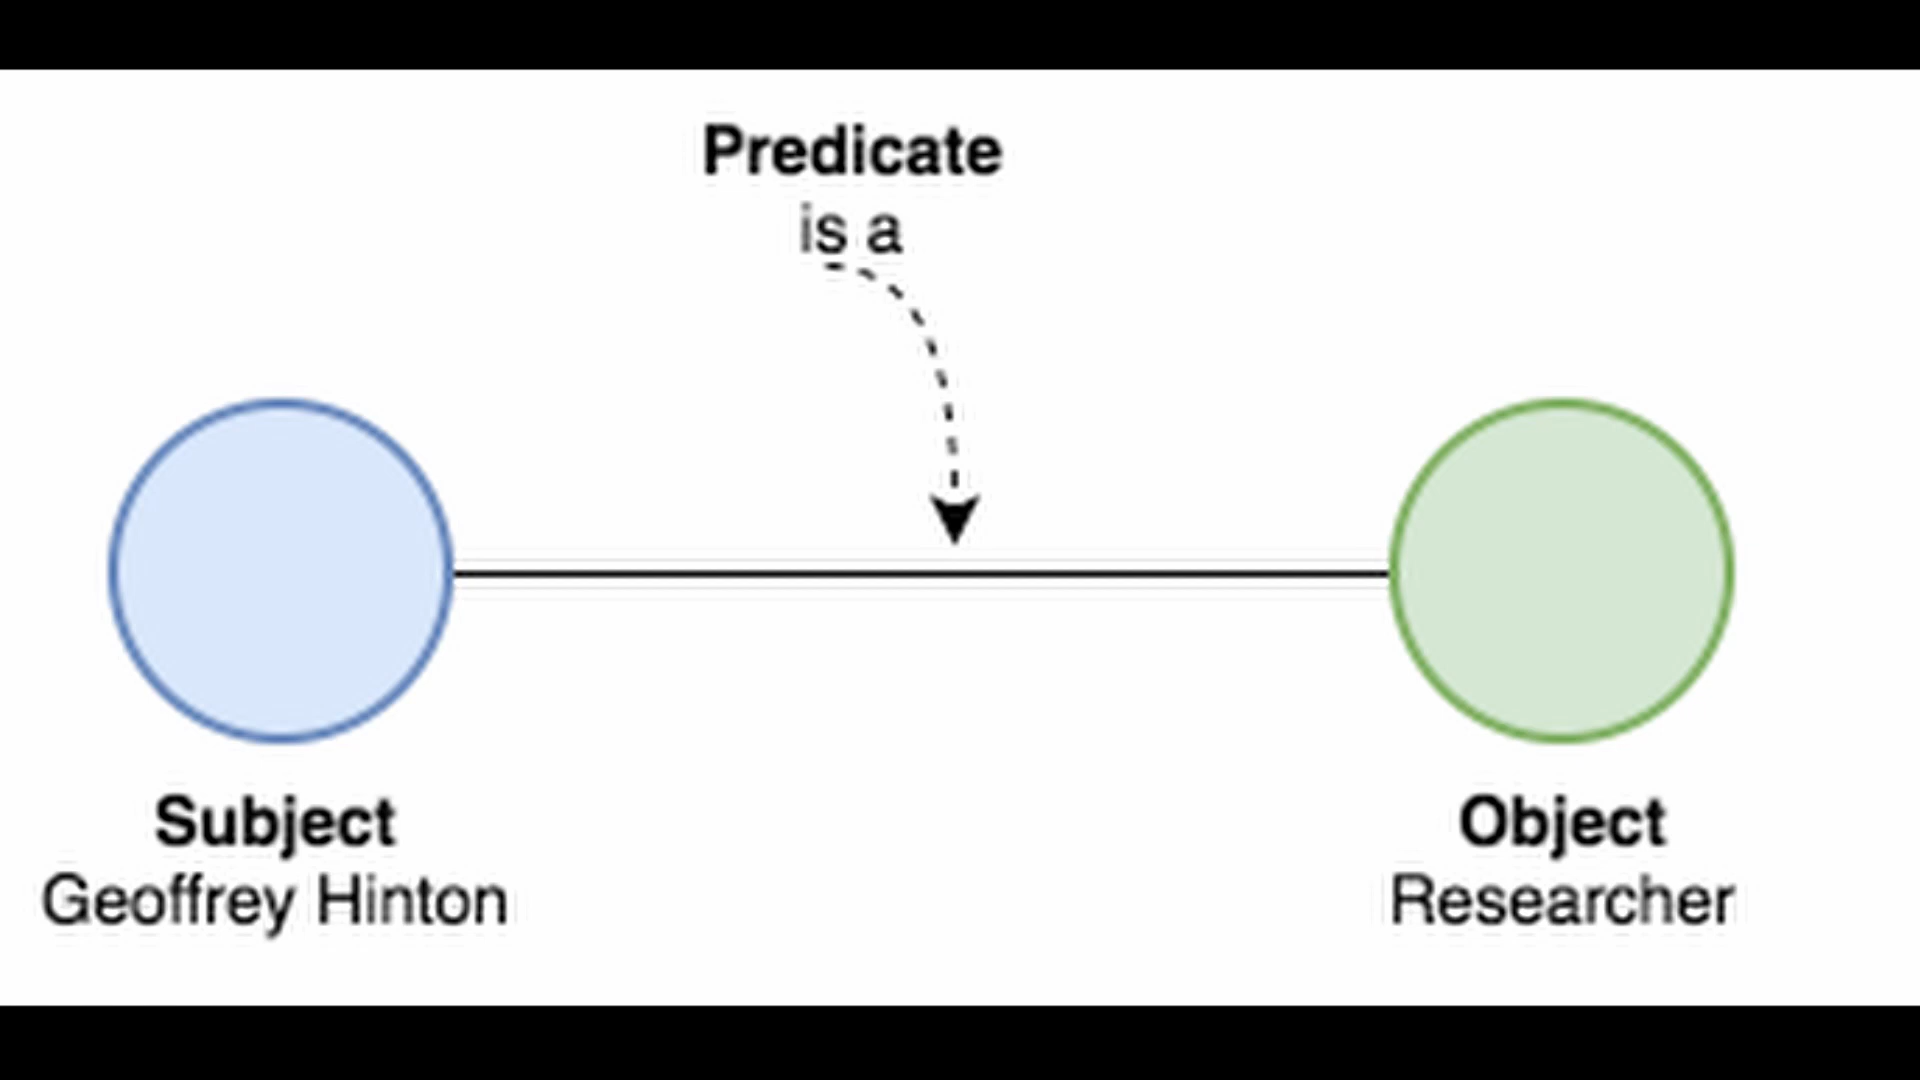 Predicate
is a
Subject
Geoffrey Hinton
Object
Researcher